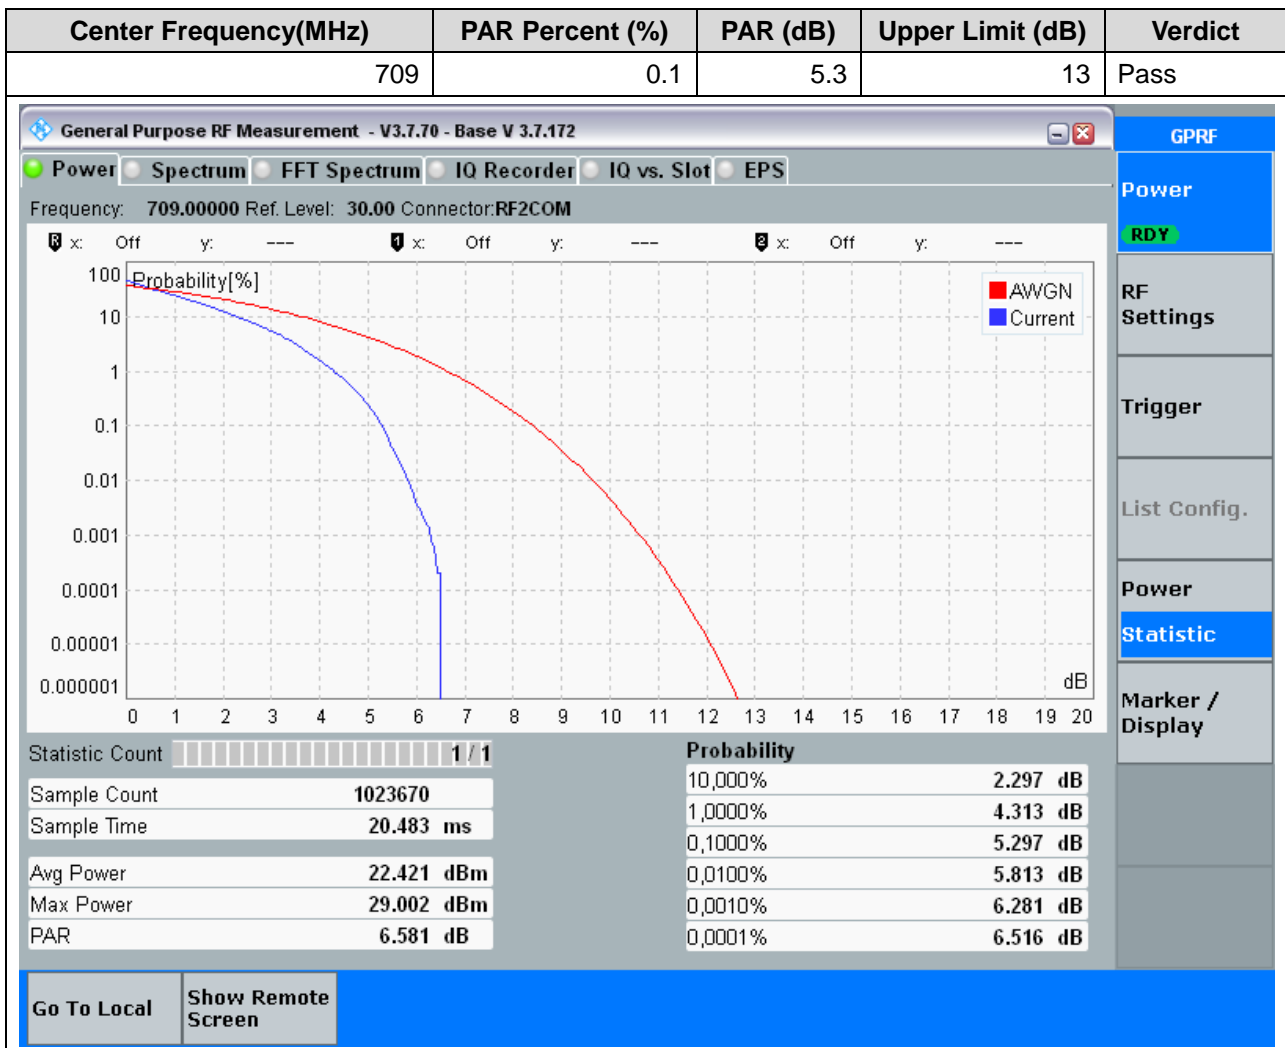 Center Frequency(MHz) PAR Percent (%) PAR (dB) Upper Limit (dB) Verdict
709 0.1 5.3 13 Pass
General Purpose RF Measurement - V3.7.70 - Base V 3.7.172
GPRF
Power Spectrum FFT Spectrum IQ Recorder IQ vs. Slot EPS
Power
RDY
Frequency: 709.00000 Ref. Level: 30.00 Connector:RF2COM
R x: Off y: --- 1 x: Off y: --- 2 x: Off y: ---
Probability[%]
AWGN
Current
100
10
1
0.1
0.01
0.001
0.0001
0.00001
0.000001
dB
0 1 2 3 4 5 6 7 8 9 10 11 12 13 14 15 16 17 18 19 20
RF
Settings
Trigger
List Config.
Power
Statistic
Marker /
Display
Statistic Count 1 / 1
Sample Count 1023670
Sample Time 20.483 ms
Avg Power 22.421 dBm
Max Power 29.002 dBm
PAR 6.581 dB
Probability
10,000% 2.297 dB
1,0000% 4.313 dB
0,1000% 5.297 dB
0,0100% 5.813 dB
0,0010% 6.281 dB
0,0001% 6.516 dB
Go To Local
Show Remote
Screen